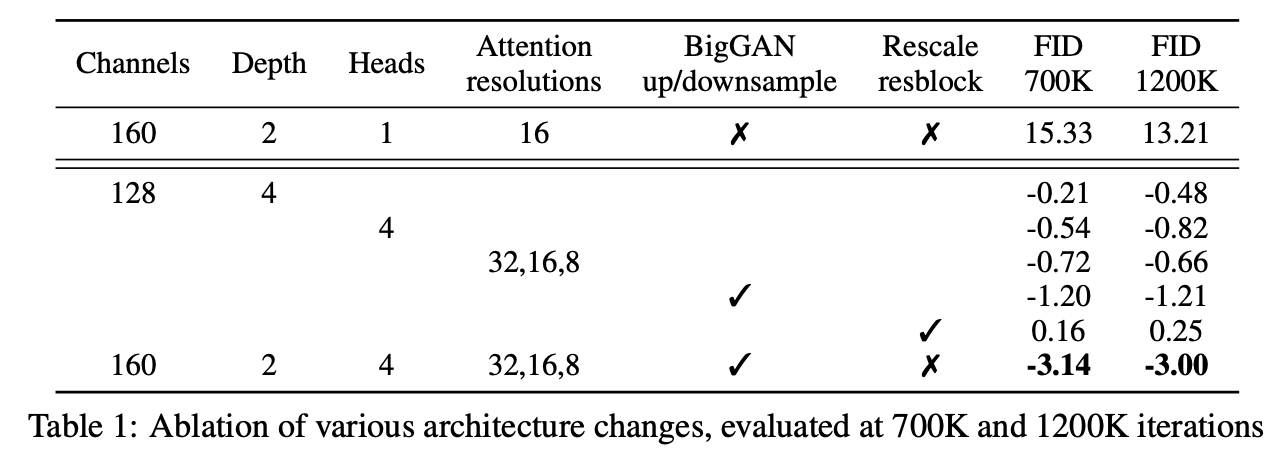 Channels Depth Heads Attention resolutions BigGAN up/downsample Rescale resblock FID 700K FID 1200K
160 2 1 16 ✗ ✗ 15.33 13.21
128 4 -0.21 -0.48
4 -0.54 -0.82
32,16,8 -0.72 -0.66
✓ -1.20 -1.21
✓ 0.16 0.25
160 2 4 32,16,8 ✓ ✗ -3.14 -3.00
Table 1: Ablation of various architecture changes, evaluated at 700K and 1200K iterations